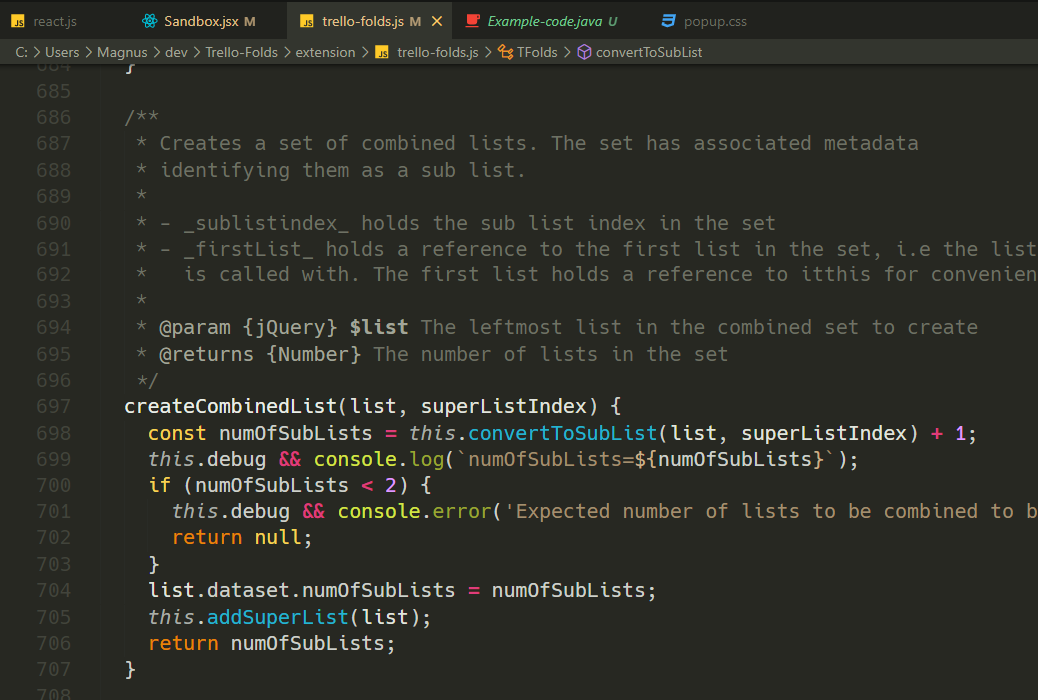 JS react.js Sandbox.jsx M JS trello-folds.js M × Example-code.java U popup.css
C: > Users > Magnus > dev > Trello-Folds > extension > JS trello-folds.js > TFolds > convertToSubList
684 }
685
686 /**
687 * Creates a set of combined lists. The set has associated metadata
688 * identifying them as a sub list.
689 *
690 * - _sublistindex_ holds the sub list index in the set
691 * - _firstList_ holds a reference to the first list in the set, i.e the list
692 *   is called with. The first list holds a reference to itthis for convenien
693 *
694 * @param {jQuery} $list The leftmost list in the combined set to create
695 * @returns {Number} The number of lists in the set
696 */
697 createCombinedList(list, superListIndex) {
698 const numOfSubLists = this.convertToSubList(list, superListIndex) + 1;
699 this.debug && console.log(`numOfSubLists=${numOfSubLists}`);
700 if (numOfSubLists < 2) {
701 this.debug && console.error('Expected number of lists to be combined to b
702 return null;
703 }
704 list.dataset.numOfSubLists = numOfSubLists;
705 this.addSuperList(list);
706 return numOfSubLists;
707 }
708